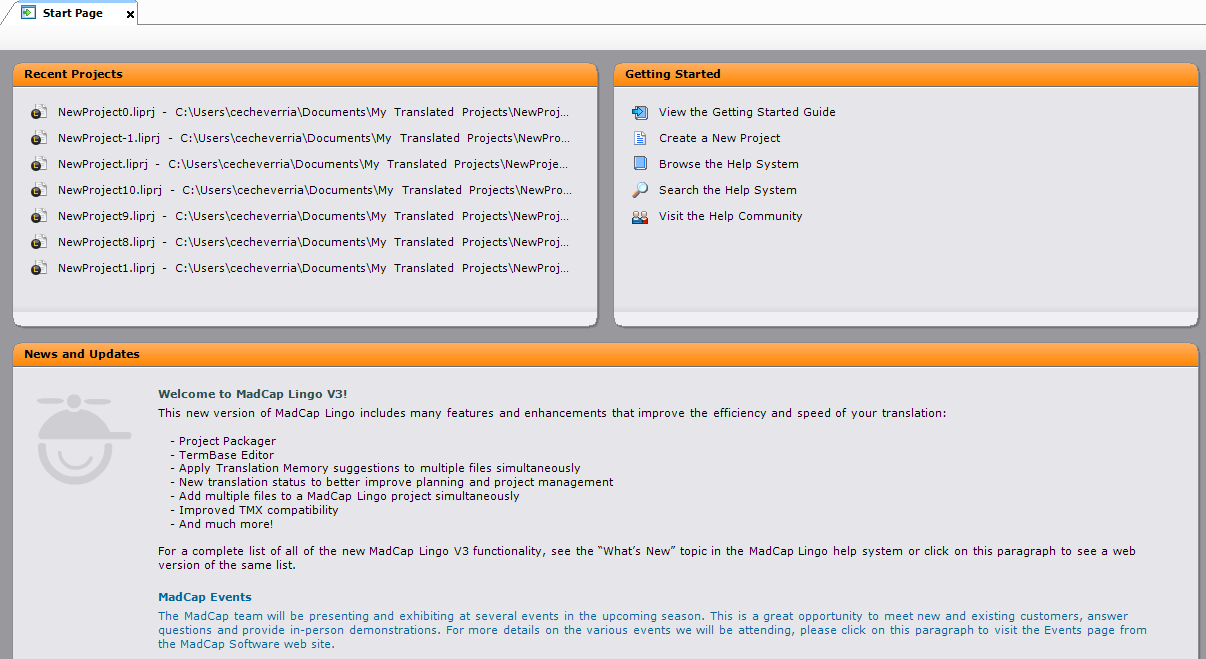 Start Page
Recent Projects
NewProject0.liprj - C:\Users\cecheverria\Documents\My Translated Projects\NewProj...
NewProject-1.liprj - C:\Users\cecheverria\Documents\My Translated Projects\NewPro...
NewProject.liprj - C:\Users\cecheverria\Documents\My Translated Projects\NewProje...
NewProject10.liprj - C:\Users\cecheverria\Documents\My Translated Projects\NewPro...
NewProject9.liprj - C:\Users\cecheverria\Documents\My Translated Projects\NewProj...
NewProject8.liprj - C:\Users\cecheverria\Documents\My Translated Projects\NewProj...
NewProject1.liprj - C:\Users\cecheverria\Documents\My Translated Projects\NewProj...
Getting Started
View the Getting Started Guide
Create a New Project
Browse the Help System
Search the Help System
Visit the Help Community
News and Updates
Welcome to MadCap Lingo V3!
This new version of MadCap Lingo includes many features and enhancements that improve the efficiency and speed of your translation:
- Project Packager
- TermBase Editor
- Apply Translation Memory suggestions to multiple files simultaneously
- New translation status to better improve planning and project management
- Add multiple files to a MadCap Lingo project simultaneously
- Improved TMX compatibility
- And much more!
For a complete list of all of the new MadCap Lingo V3 functionality, see the “What’s New” topic in the MadCap Lingo help system or click on this paragraph to see a web
version of the same list.
MadCap Events
The MadCap team will be presenting and exhibiting at several events in the upcoming season. This is a great opportunity to meet new and existing customers, answer
questions and provide in-person demonstrations. For more details on the various events we will be attending, please click on this paragraph to visit the Events page from
the MadCap Software web site.